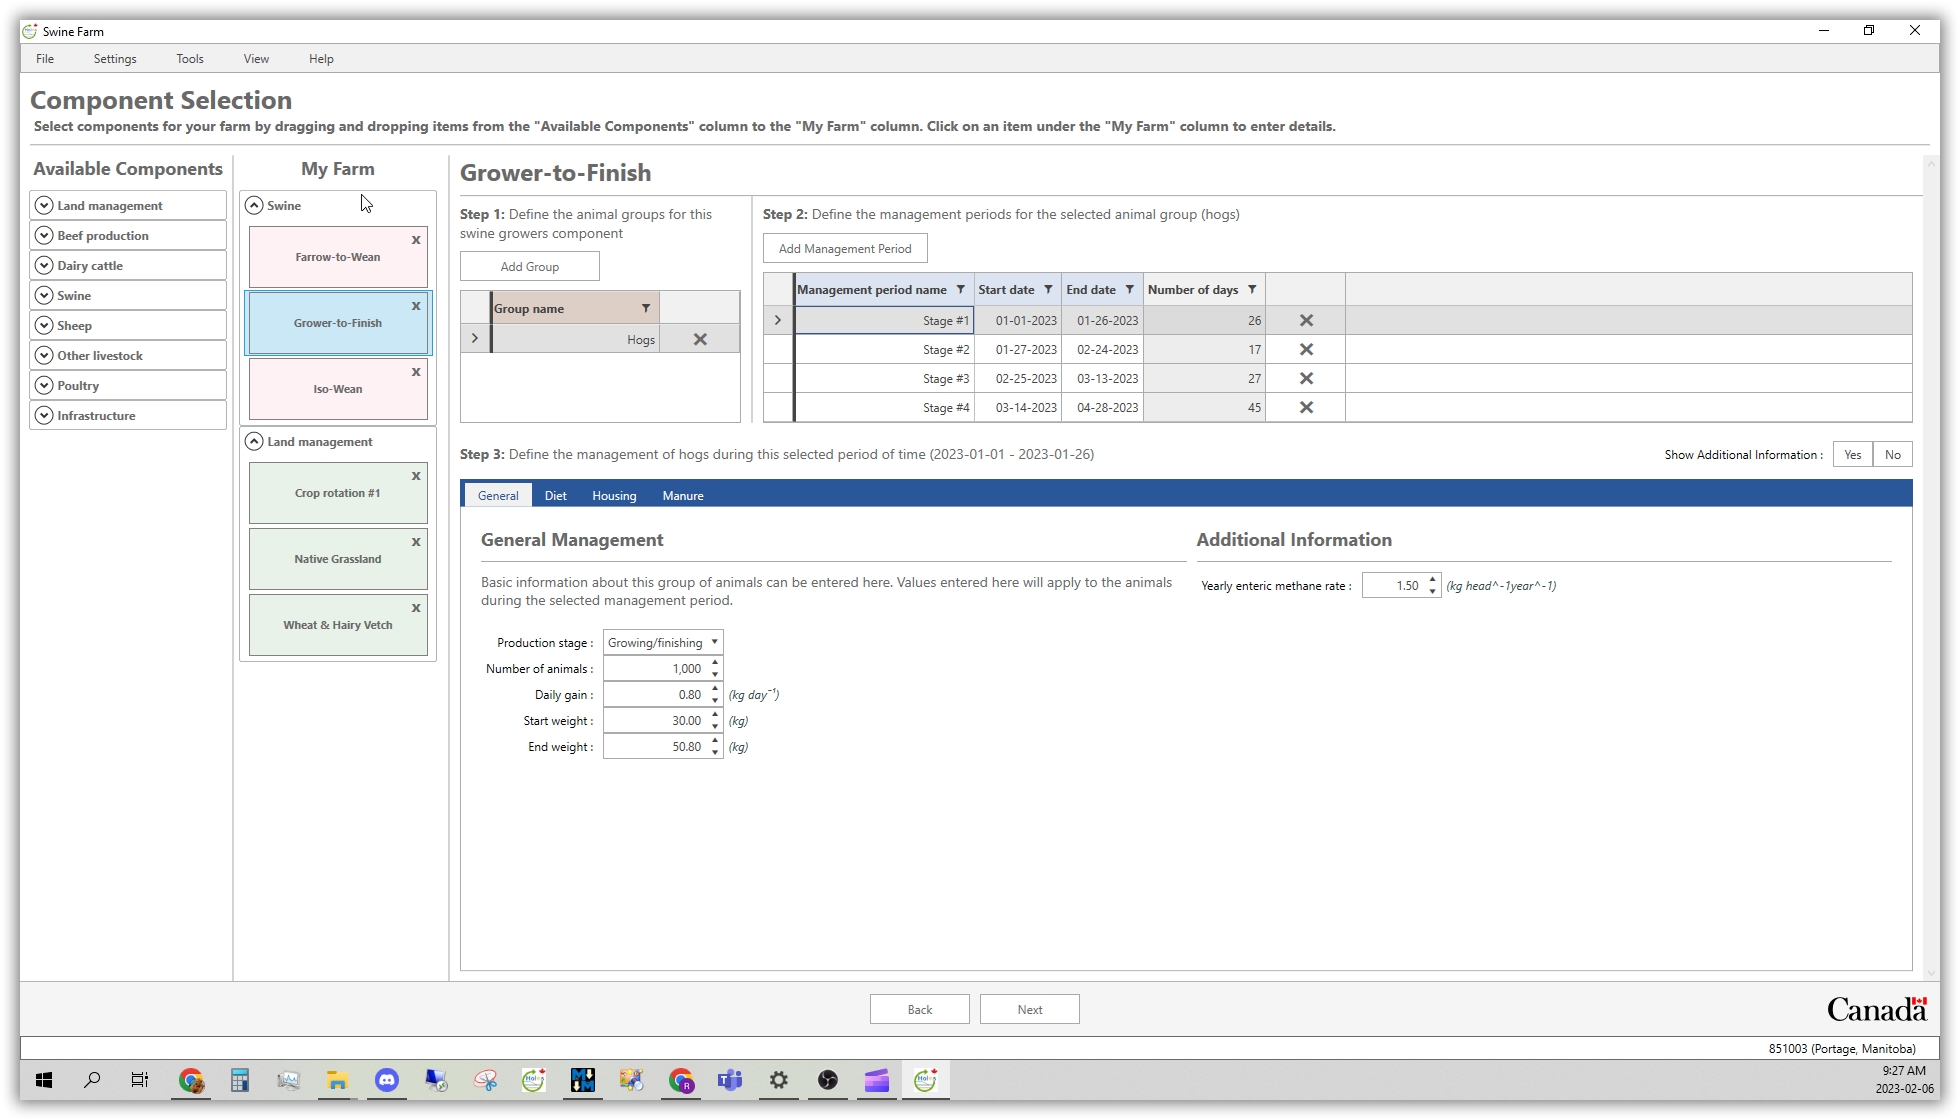 Swine Farm
File Settings Tools View Help
Component Selection
Select components for your farm by dragging and dropping items from the "Available Components" column to the "My Farm" column. Click on an item under the "My Farm" column to enter details.
Available Components
Land management
Beef production
Dairy cattle
Swine
Sheep
Other livestock
Poultry
Infrastructure
My Farm
Swine
Farrow-to-Wean
Grower-to-Finish
Iso-Wean
Land management
Crop rotation #1
Native Grassland
Wheat & Hairy Vetch
Grower-to-Finish
Step 1: Define the animal groups for this
swine growers component
Add Group
Group name
Hogs
Step 2: Define the management periods for the selected animal group (hogs)
Add Management Period
Management period name Start date End date Number of days
Stage #1 01-01-2023 01-26-2023 26
Stage #2 01-27-2023 02-24-2023 17
Stage #3 02-25-2023 03-13-2023 27
Stage #4 03-14-2023 04-28-2023 45
Step 3: Define the management of hogs during this selected period of time (2023-01-01 - 2023-01-26)
Show Additional Information : Yes No
General Diet Housing Manure
General Management
Basic information about this group of animals can be entered here. Values entered here will apply to the animals
during the selected management period.
Production stage : Growing/finishing
Number of animals : 1,000
Daily gain : 0.80 (kg day⁻¹)
Start weight : 30.00 (kg)
End weight : 50.80 (kg)
Additional Information
Yearly enteric methane rate : 1.50 (kg head^-1year^-1)
Back Next
Canada
851003 (Portage, Manitoba)
9:27 AM
2023-02-06